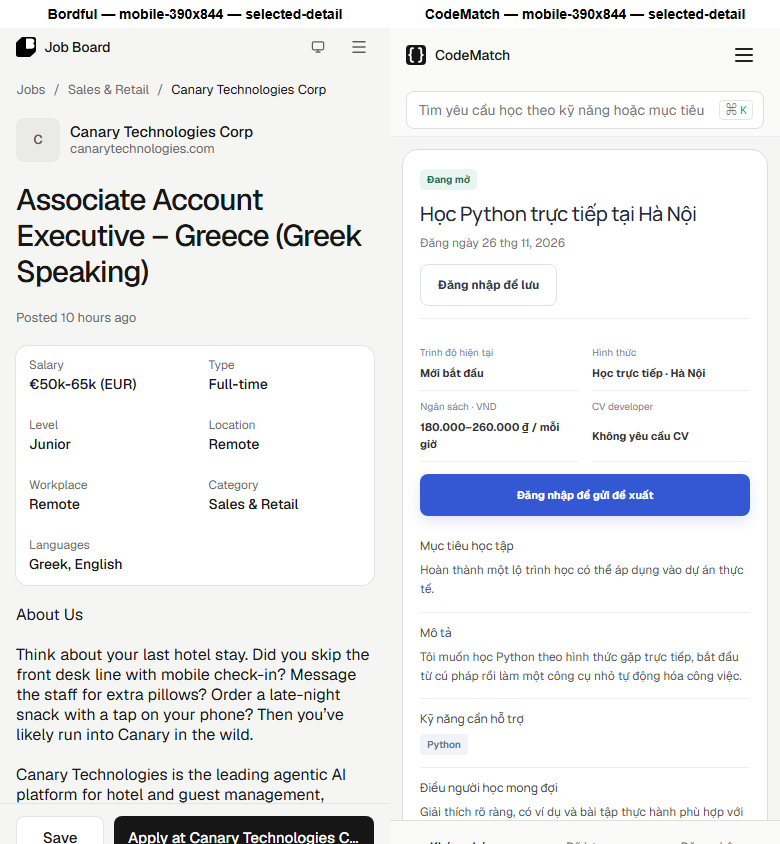 Bordful — mobile-390x844 — selected-detail
Job Board
Jobs / Sales & Retail / Canary Technologies Corp
C
Canary Technologies Corp
canarytechnologies.com
Associate Account
Executive – Greece (Greek
Speaking)
Posted 10 hours ago
Salary
€50k-65k (EUR)
Type
Full-time
Level
Junior
Location
Remote
Workplace
Remote
Category
Sales & Retail
Languages
Greek, English
About Us
Think about your last hotel stay. Did you skip the
front desk line with mobile check-in? Message
the staff for extra pillows? Order a late-night
snack with a tap on your phone? Then you’ve
likely run into Canary in the wild.
Canary Technologies is the leading agentic AI
platform for hotel and guest management,
Save
Apply at Canary Technologies C...
CodeMatch — mobile-390x844 — selected-detail
CodeMatch
Tìm yêu cầu học theo kỹ năng hoặc mục tiêu
⌘ K
Đang mở
Học Python trực tiếp tại Hà Nội
Đăng ngày 26 thg 11, 2026
Đăng nhập để lưu
Trình độ hiện tại
Mới bắt đầu
Hình thức
Học trực tiếp · Hà Nội
Ngân sách · VND
180.000–260.000 ₫ / mỗi
giờ
CV developer
Không yêu cầu CV
Đăng nhập để gửi đề xuất
Mục tiêu học tập
Hoàn thành một lộ trình học có thể áp dụng vào dự án thực
tế.
Mô tả
Tôi muốn học Python theo hình thức gặp trực tiếp, bắt đầu
từ cú pháp rồi làm một công cụ nhỏ tự động hóa công việc.
Kỹ năng cần hỗ trợ
Python
Điều người học mong đợi
Giải thích rõ ràng, có ví dụ và bài tập thực hành phù hợp với